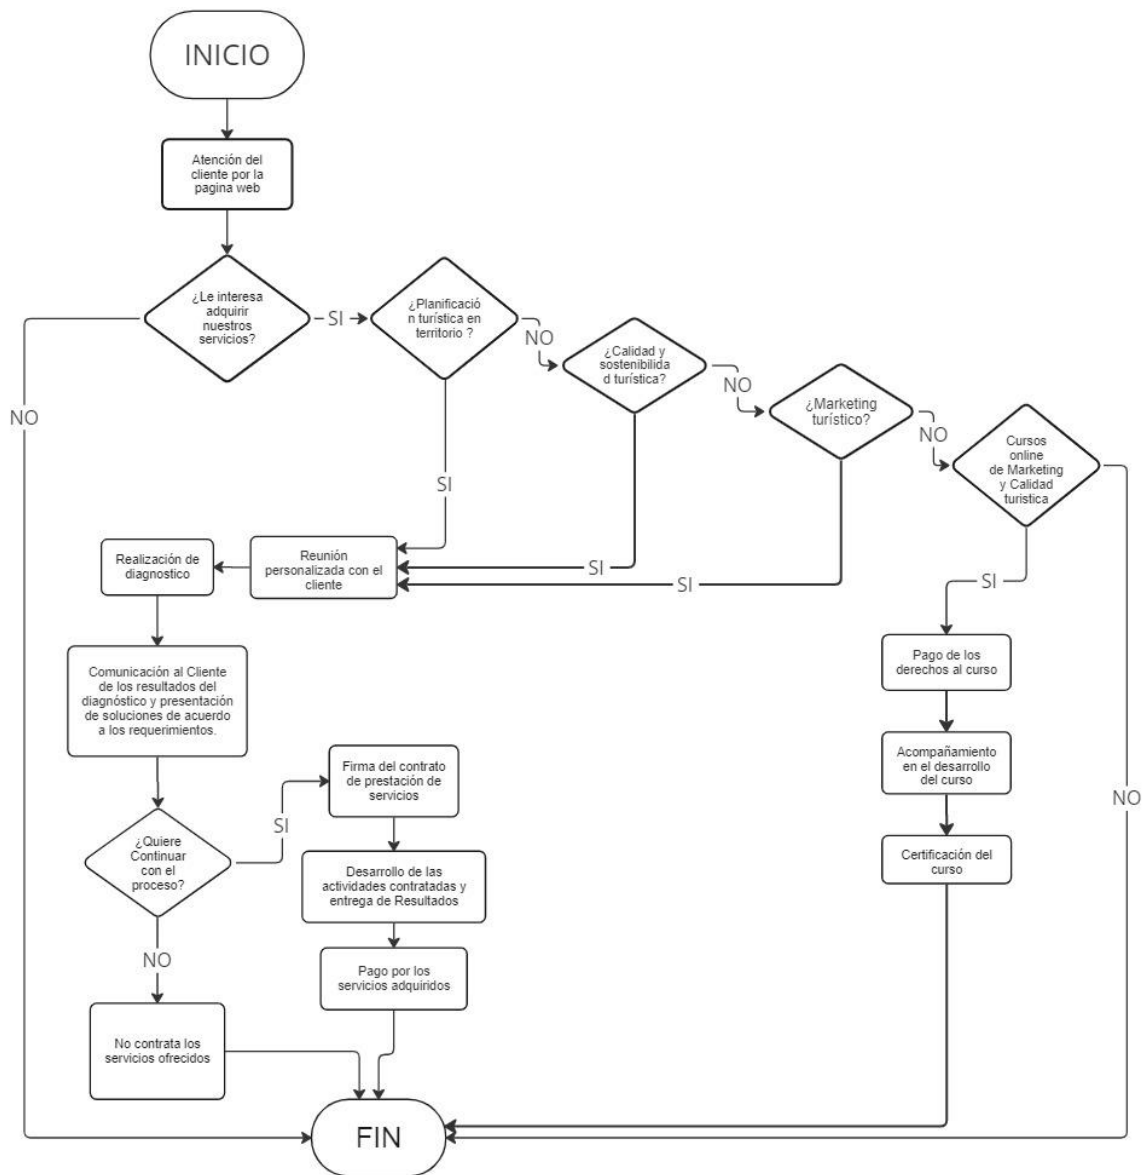 INICIO
Atención del
cliente por la
pagina web
¿Le interesa
adquirir
nuestros
servicios?
SI
¿Planificació
n turística en
territorio ?
NO
¿Calidad y
sostenibilida
d turística?
NO
¿Marketing
turístico?
NO
Cursos
online
de Marketing
y Calidad
turistica
NO
SI
SI
SI
SI
NO
Reunión
personalizada con el
cliente
Realización de
diagnostico
Comunicación al Cliente
de los resultados del
diagnóstico y presentación
de soluciones de acuerdo
a los requerimientos.
¿Quiere
Continuar
con el
proceso?
SI
Firma del contrato
de prestación de
servicios
Desarrollo de las
actividades contratadas y
entrega de Resultados
Pago por los
servicios adquiridos
NO
No contrata los
servicios ofrecidos
Pago de los
derechos al curso
Acompañamiento
en el desarrollo
del curso
Certificación del
curso
FIN